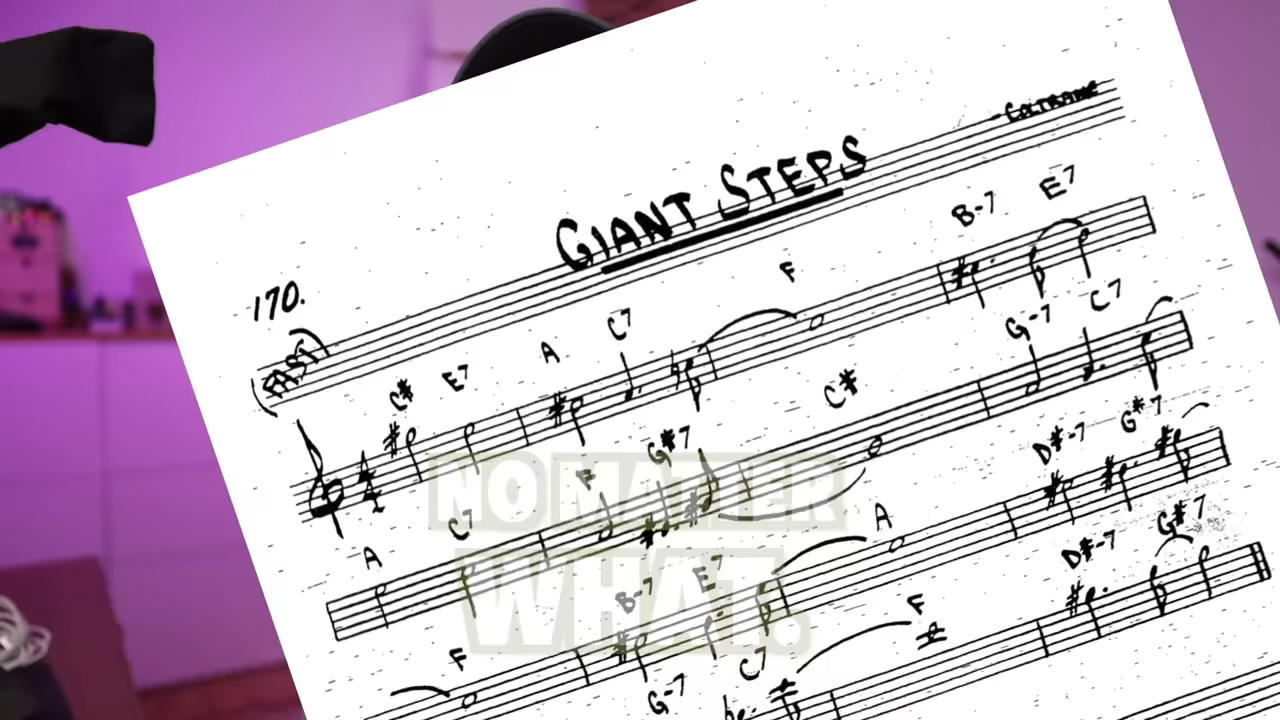 - COLTRANE
GIANT STEPS
170.
(FAST)
C# E7 A C7 F B-7 E7
A C7 F G#7 C# G-7 C7
F B-7 E7 A D#-7 G#7
G-7 C7 F D#-7 G#7
NO MATTER
WHAT.